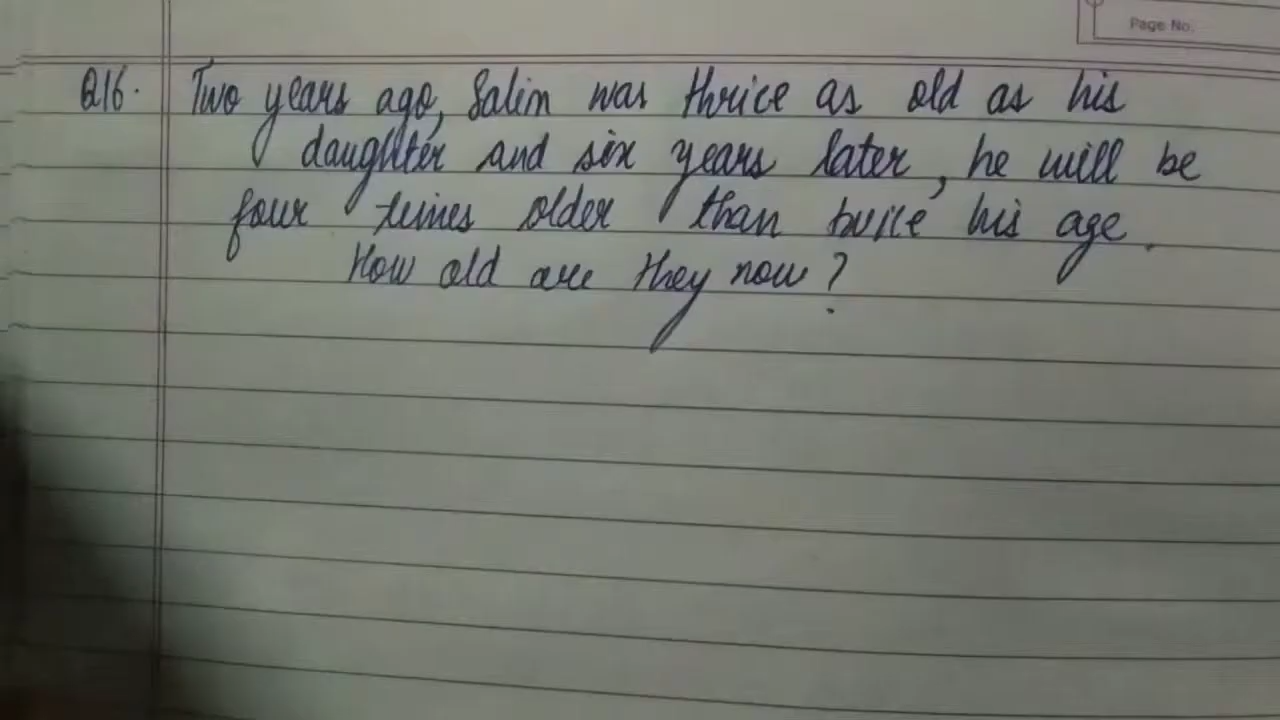 Page No.
Q16. Two years ago, Salim was thrice as old as his
daughter and six years later, he will be
four times older than twice his age.
How old are they now?